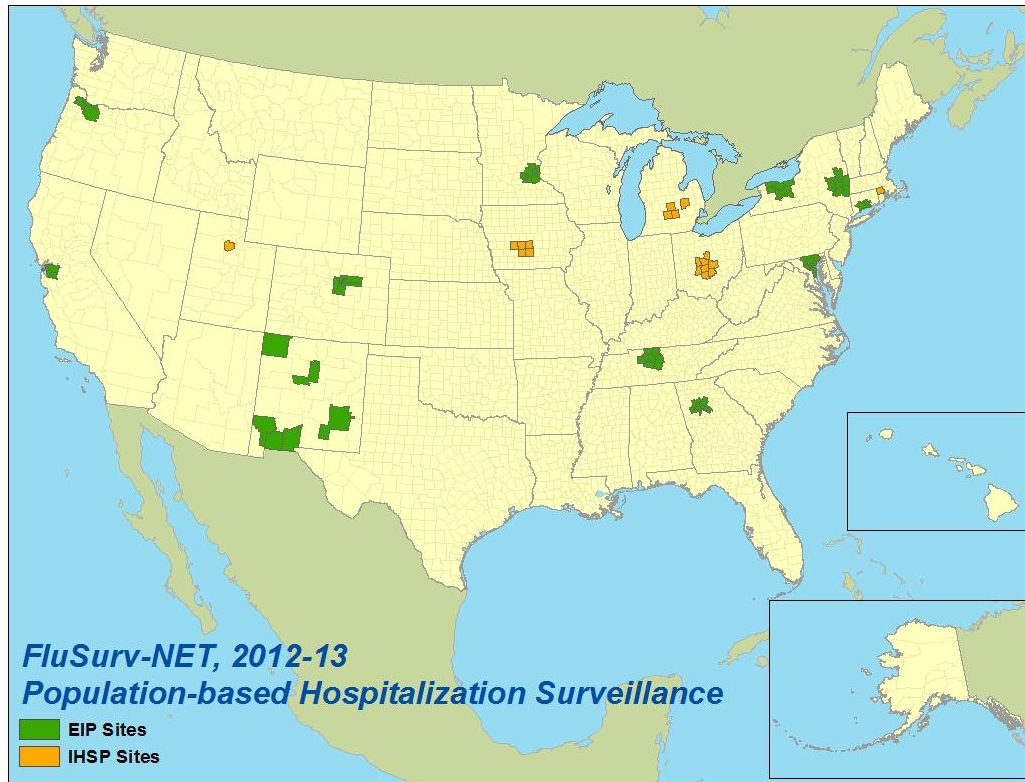 FluSurv-NET, 2012-13
Population-based Hospitalization Surveillance
EIP Sites
IHSP Sites